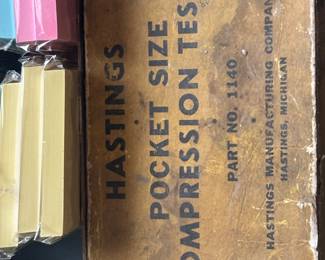 HASTINGS
POCKET SIZE
COMPRESSION TES
PART NO. 1140
HASTINGS MANUFACTURING COMPAN
HASTINGS, MICHIGAN